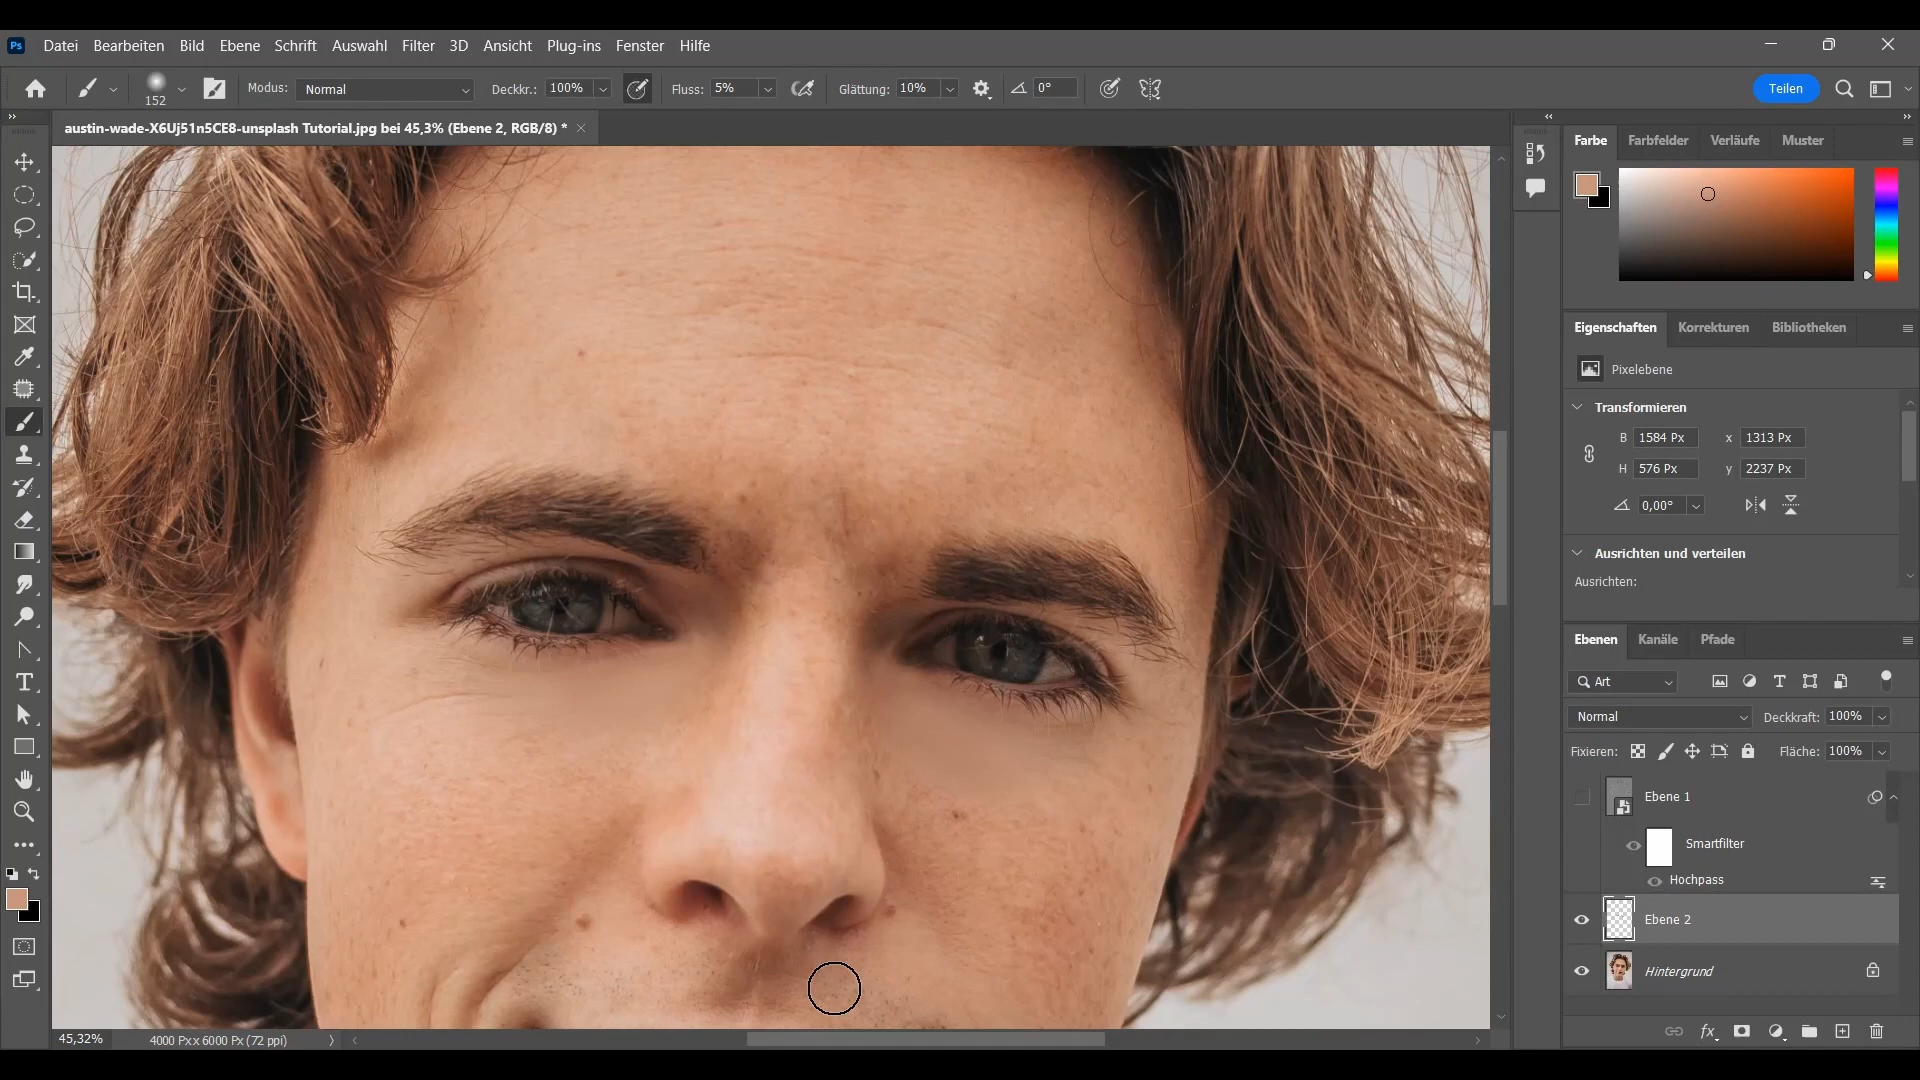 Ps Datei Bearbeiten Bild Ebene Schrift Auswahl Filter 3D Ansicht Plug-ins Fenster Hilfe
152 Modus: Normal Deckkr.: 100% Fluss: 5% Glättung: 10% 0° Teilen
austin-wade-X6Uj51n5CE8-unsplash Tutorial.jpg bei 45,3% (Ebene 2, RGB/8) *
Farbe Farbfelder Verläufe Muster
Eigenschaften Korrekturen Bibliotheken
Pixelebene
Transformieren
B 1584 Px x 1313 Px
H 576 Px y 2237 Px
0,00°
Ausrichten und verteilen
Ausrichten:
Ebenen Kanäle Pfade
Art
Normal Deckkraft: 100%
Fixieren: Fläche: 100%
Ebene 1
Smartfilter
Hochpass
Ebene 2
Hintergrund
fx
45,32% 4000 Px x 6000 Px (72 ppi)